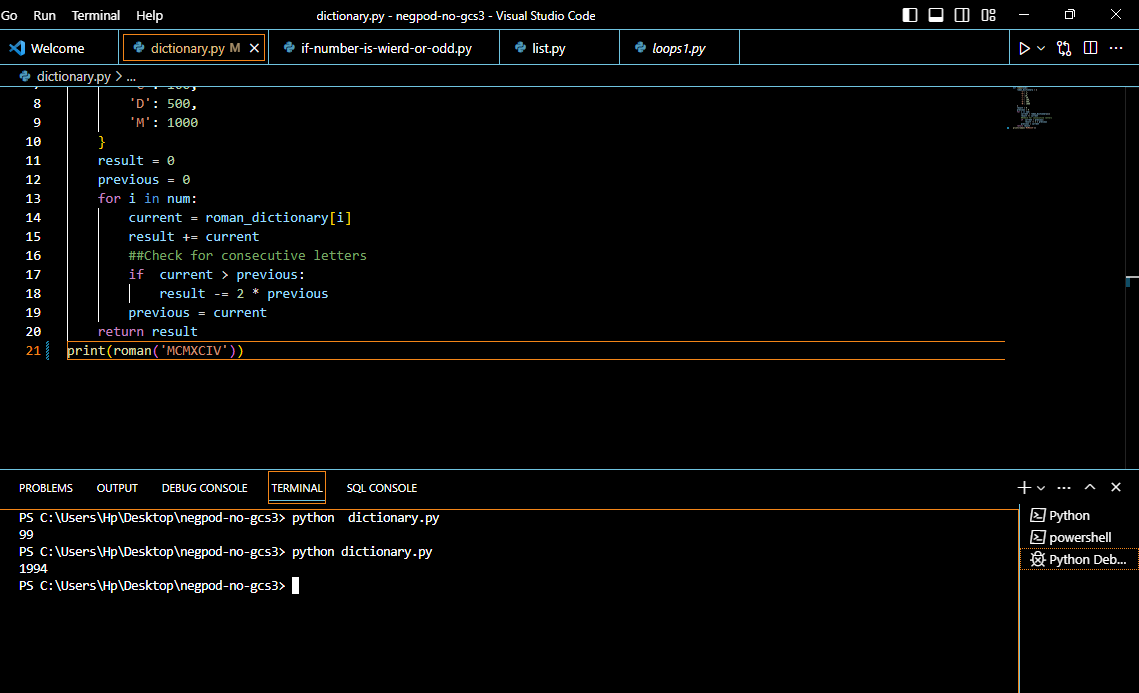 Go Run Terminal Help dictionary.py - negpod-no-gcs3 - Visual Studio Code
Welcome dictionary.py M if-number-is-wierd-or-odd.py list.py loops1.py
dictionary.py > ...
8 'D': 500,
9 'M': 1000
10 }
11 result = 0
12 previous = 0
13 for i in num:
14 current = roman_dictionary[i]
15 result += current
16 ##Check for consecutive letters
17 if  current > previous:
18 result -= 2 * previous
19 previous = current
20 return result
21 print(roman('MCMXCIV'))
PROBLEMS OUTPUT DEBUG CONSOLE TERMINAL SQL CONSOLE
PS C:\Users\Hp\Desktop\negpod-no-gcs3> python  dictionary.py
99
PS C:\Users\Hp\Desktop\negpod-no-gcs3> python dictionary.py
1994
PS C:\Users\Hp\Desktop\negpod-no-gcs3>
Python
powershell
Python Deb...